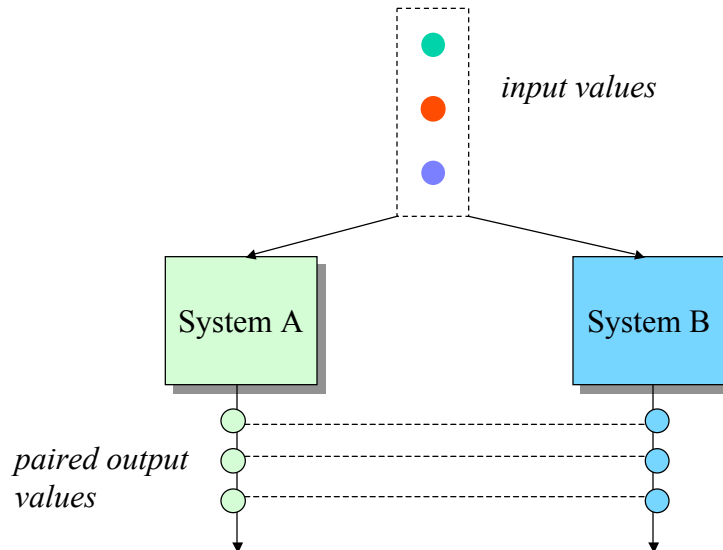 input values
System A
System B
paired output
values